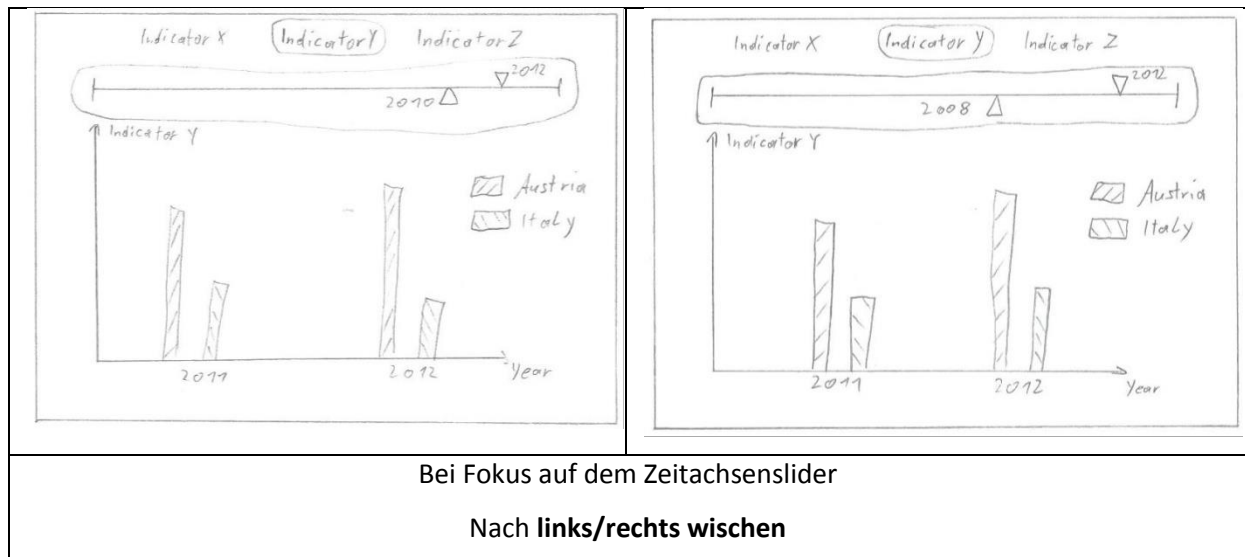 Indicator X Indicator Y Indicator Z
2012
2010
Indicator Y
Austria
Italy
2011 2012 Year
Indicator X Indicator Y Indicator Z
2012
2008
Indicator Y
Austria
Italy
2011 2012 Year
Bei Fokus auf dem Zeitachsenslider
Nach links/rechts wischen